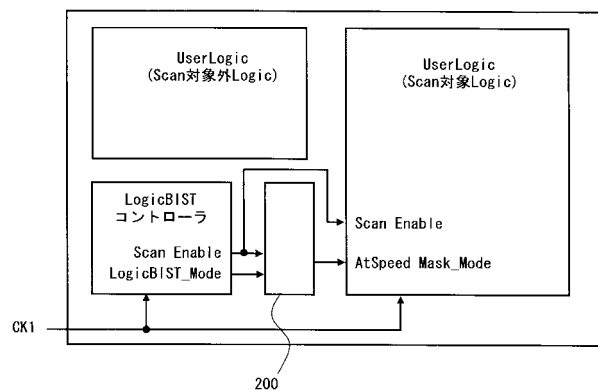 UserLogic
(Scan対象外Logic)
UserLogic
(Scan対象Logic)
LogicBIST
コントローラ
Scan Enable
LogicBIST_Mode
Scan Enable
AtSpeed Mask_Mode
CK1
200